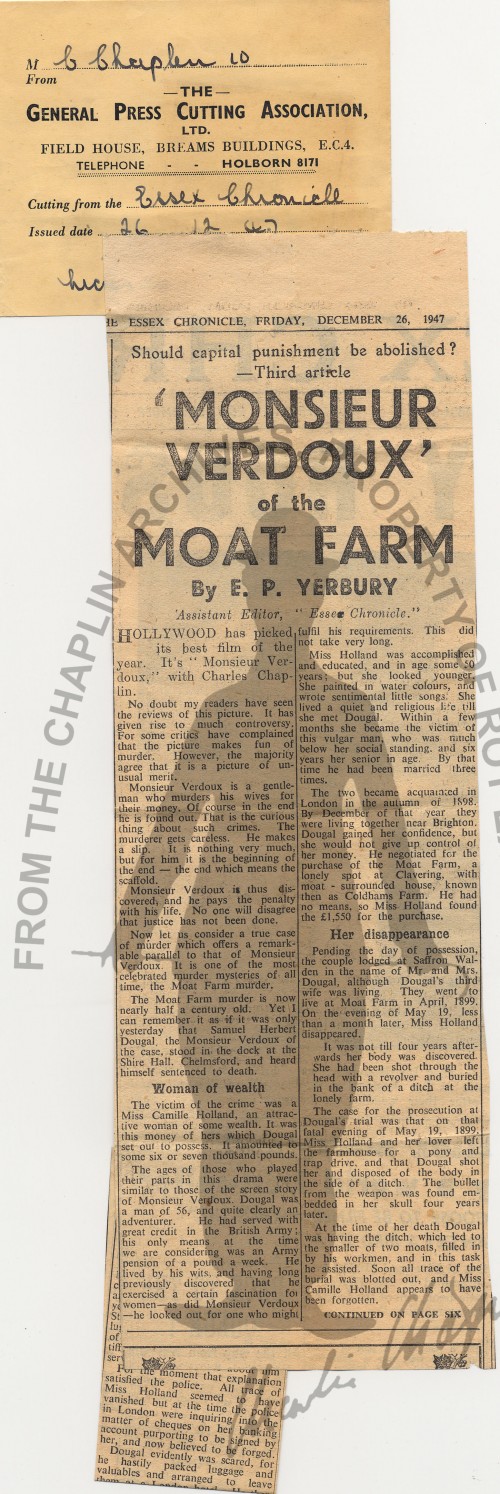 M C Chaplin 10
From
—THE—
GENERAL PRESS CUTTING ASSOCIATION,
LTD.
FIELD HOUSE, BREAMS BUILDINGS, E.C.4.
TELEPHONE - - HOLBORN 8171
Cutting from the Essex Chronicle
Issued date 26 12 47
THE ESSEX CHRONICLE, FRIDAY, DECEMBER 26, 1947
Should capital punishment be abolished?
—Third article
'MONSIEUR
VERDOUX'
of the
MOAT FARM
By E. P. YERBURY
Assistant Editor, "Essex Chronicle."
HOLLYWOOD has picked
its best film of the
year. It's "Monsieur Ver-
doux," with Charles Chap-
lin.
No doubt my readers have seen
the reviews of this picture. It has
given rise to much controversy.
For some critics have complained
that the picture makes fun of
murder. However, the majority
agree that it is a picture of un-
usual merit.
Monsieur Verdoux is a gentle-
man who murders his wives for
their money. Of course in the end
he is found out. That is the curious
thing about such crimes. The
murderer gets careless. He makes
a slip. It is nothing very much,
but for him it is the beginning of
the end — the end which means the
scaffold.
Monsieur Verdoux is thus dis-
covered, and he pays the penalty
with his life. No one will disagree
that justice has not been done.
Now let us consider a true case
of murder which offers a remark-
able parallel to that of Monsieur
Verdoux. It is one of the most
celebrated murder mysteries of all
time, the Moat Farm murder.
The Moat Farm murder is now
nearly half a century old. Yet I
can remember it as if it was only
yesterday that Samuel Herbert
Dougal, the Monsieur Verdoux of
the case, stood in the dock at the
Shire Hall, Chelmsford, and heard
himself sentenced to death.
Woman of wealth
The victim of the crime was a
Miss Camille Holland, an attrac-
tive woman of some wealth. It was
this money of hers which Dougal
set out to possess. It amounted to
some six or seven thousand pounds.
The ages of those who played
their parts in this drama were
similar to those of the screen story
of Monsieur Verdoux. Dougal was
a man of 56, and quite clearly an
adventurer. He had served with
great credit in the British Army;
his only means at the time
we are considering was an Army
pension of a pound a week. He
lived by his wits, and having long
previously discovered that he
exercised a certain fascination for
women—as did Monsieur Verdoux
—he looked out for one who might
fulfil his requirements. This did
not take very long.
Miss Holland was accomplished
and educated, and in age some 50
years; but she looked younger.
She painted in water colours, and
wrote sentimental little songs. She
lived a quiet and religious life till
she met Dougal. Within a few
months she became the victim of
this vulgar man, who was much
below her social standing, and six
years her senior in age. By that
time he had been married three
times.
The two became acquainted in
London in the autumn of 1898.
By December of that year they
were living together near Brighton.
Dougal gained her confidence, but
she would not give up control of
her money. He negotiated for the
purchase of the Moat Farm, a
lonely spot at Clavering, with
moat-surrounded house, known
then as Coldhams Farm. He had
no means, so Miss Holland found
the £1,550 for the purchase.
Her disappearance
Pending the day of possession,
the couple lodged at Saffron Wal-
den in the name of Mr. and Mrs.
Dougal, although Dougal's third
wife was living. They went to
live at Moat Farm in April, 1899.
On the evening of May 19, less
than a month later, Miss Holland
disappeared.
It was not till four years after-
wards her body was discovered.
She had been shot through the
head with a revolver and buried
in the bank of a ditch at the
lonely farm.
The case for the prosecution at
Dougal's trial was that on that
fatal evening of May 19, 1899,
Miss Holland and her lover left
the farmhouse for a pony and
trap drive, and that Dougal shot
her and disposed of the body in
the side of a ditch. The bullet
from the weapon was found em-
bedded in her skull four years
later.
At the time of her death Dougal
was having the ditch, which led to
the smaller of two moats, filled in
by his workmen, and in this task
he assisted. Soon all trace of the
burial was blotted out, and Miss
Camille Holland appears to have
been forgotten.
CONTINUED ON PAGE SIX
For the moment that explanation
satisfied the police. All trace of
Miss Holland seemed to have
vanished but at the time the police
in London were inquiring into the
matter of cheques on her banking
account purporting to be signed by
her, and now believed to be forged.
Dougal evidently was scared, for
he hastily packed luggage and
valuables and arranged to leave
FROM THE CHAPLIN ARCHIVES PROPERTY OF ROY
Charlie Chaplin